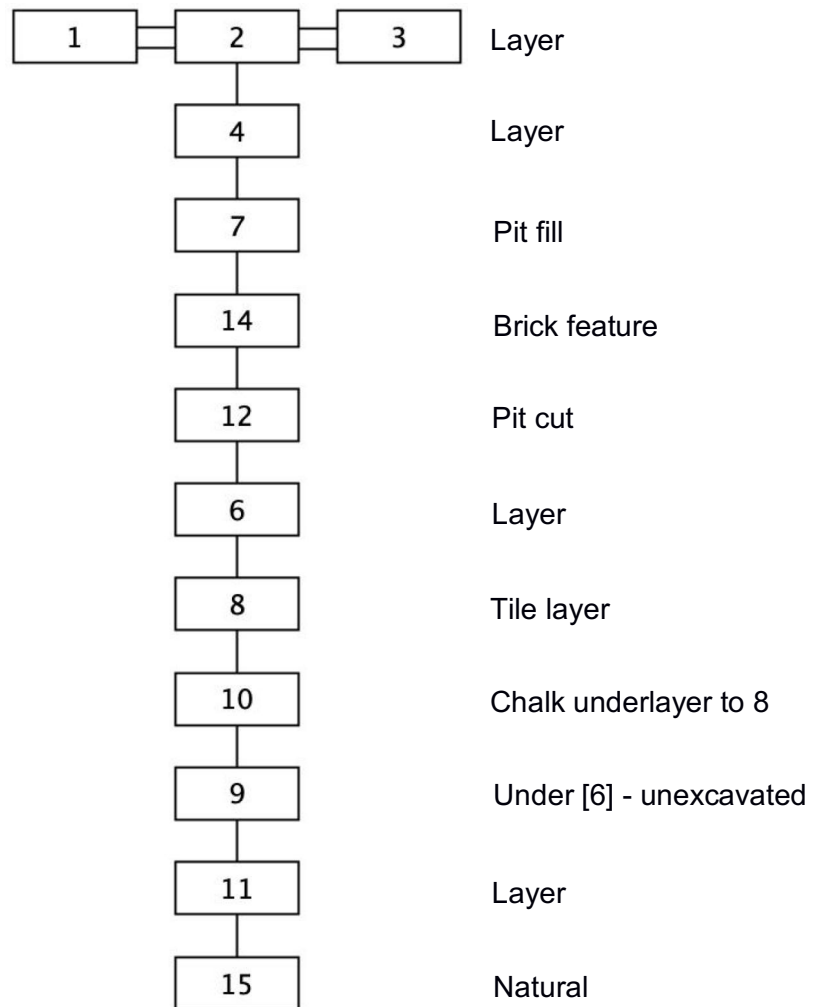 1 2 3 Layer
4 Layer
7 Pit fill
14 Brick feature
12 Pit cut
6 Layer
8 Tile layer
10 Chalk underlayer to 8
9 Under [6] - unexcavated
11 Layer
15 Natural